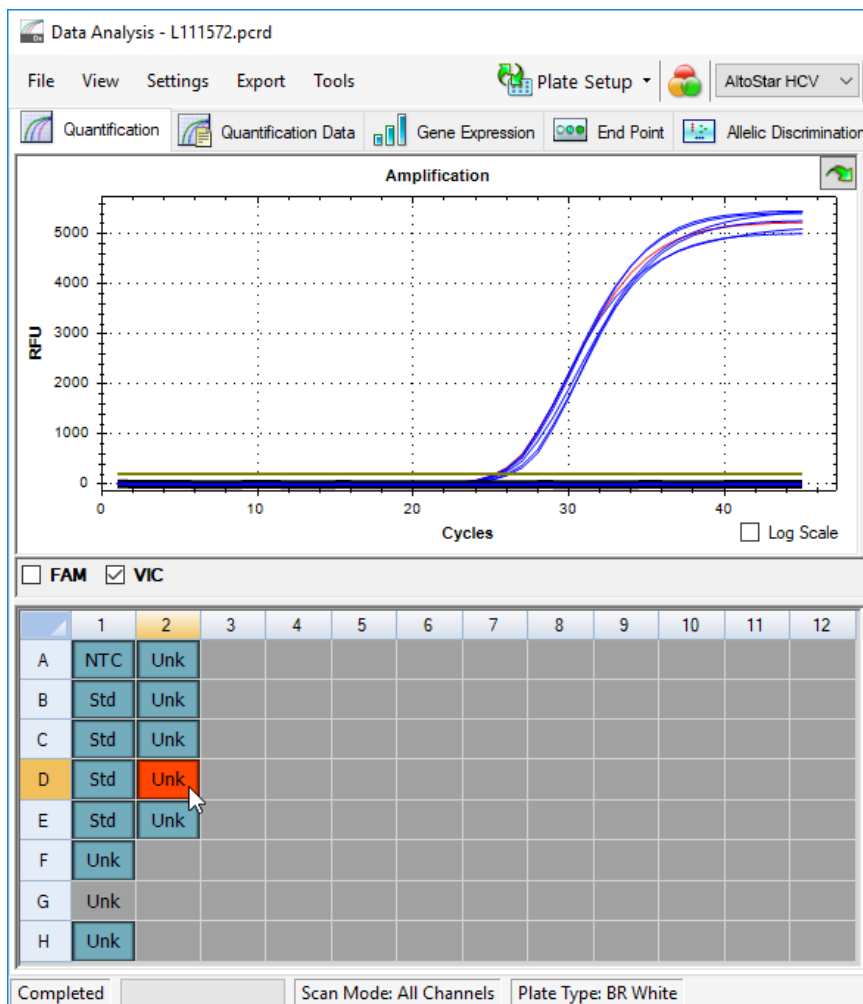 Data Analysis - L111572.pcrd
File View Settings Export Tools Plate Setup AltoStar HCV
Quantification Quantification Data Gene Expression End Point Allelic Discrimination
Amplification
5000
4000
3000
2000
1000
0
RFU
0 10 20 30 40
Cycles
Log Scale
FAM VIC
1 2 3 4 5 6 7 8 9 10 11 12
A NTC Unk
B Std Unk
C Std Unk
D Std Unk
E Std Unk
F Unk
G Unk
H Unk
Completed Scan Mode: All Channels Plate Type: BR White